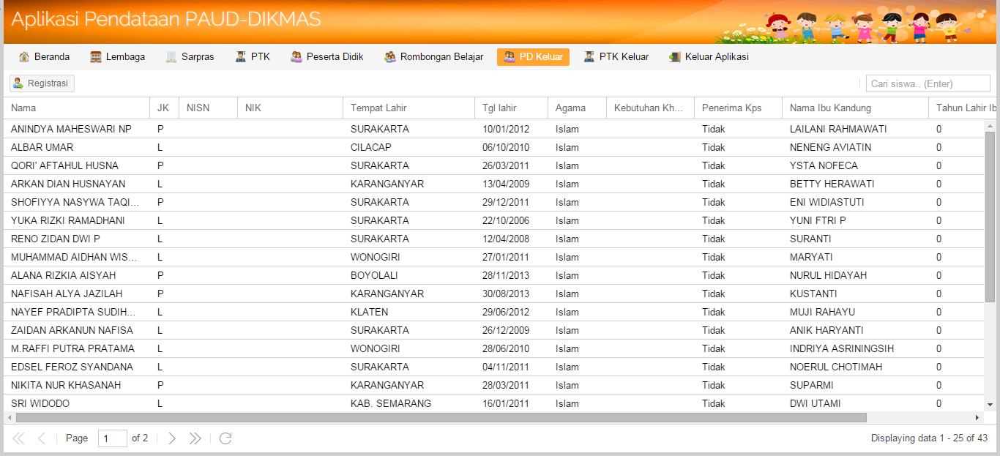 Aplikasi Pendataan PAUD-DIKMAS
Beranda Lembaga Sarpras PTK Peserta Didik Rombongan Belajar PD Keluar PTK Keluar Keluar Aplikasi
Registrasi Cari siswa.. (Enter)
Nama JK NISN NIK Tempat Lahir Tgl lahir Agama Kebutuhan Kh... Penerima Kps Nama Ibu Kandung Tahun Lahir Ib
ANINDYA MAHESWARI NP P SURAKARTA 10/01/2012 Islam Tidak LAILANI RAHMAWATI 0
ALBAR UMAR L CILACAP 06/10/2010 Islam Tidak NENENG AVIATIN 0
QORI' AFTAHUL HUSNA P SURAKARTA 26/03/2011 Islam Tidak YSTA NOFECA 0
ARKAN DIAN HUSNAYAN L KARANGANYAR 13/04/2009 Islam Tidak BETTY HERAWATI 0
SHOFIYYA NASYWA TAQI... P SURAKARTA 29/12/2011 Islam Tidak ENI WIDIASTUTI 0
YUKA RIZKI RAMADHANI L SURAKARTA 22/10/2006 Islam Tidak YUNI FTRI P 0
RENO ZIDAN DWI P L SURAKARTA 12/04/2008 Islam Tidak SURANTI 0
MUHAMMAD AIDHAN WIS... L WONOGIRI 27/01/2011 Islam Tidak MARYATI 0
ALANA RIZKIA AISYAH P BOYOLALI 28/11/2013 Islam Tidak NURUL HIDAYAH 0
NAFISAH ALYA JAZILAH P KARANGANYAR 30/08/2013 Islam Tidak KUSTANTI 0
NAYEF PRADIPTA SUDIH... L KLATEN 29/06/2012 Islam Tidak MUJI RAHAYU 0
ZAIDAN ARKANUN NAFISA L SURAKARTA 26/12/2009 Islam Tidak ANIK HARYANTI 0
M.RAFFI PUTRA PRATAMA L WONOGIRI 28/06/2010 Islam Tidak INDRIYA ASRININGSIH 0
EDSEL FEROZ SYANDANA L SURAKARTA 04/11/2011 Islam Tidak NOERUL CHOTIMAH 0
NIKITA NUR KHASANAH P KARANGANYAR 28/03/2011 Islam Tidak SUPARMI 0
SRI WIDODO L KAB. SEMARANG 16/01/2011 Islam Tidak DWI UTAMI 0
Page 1 of 2 Displaying data 1 - 25 of 43